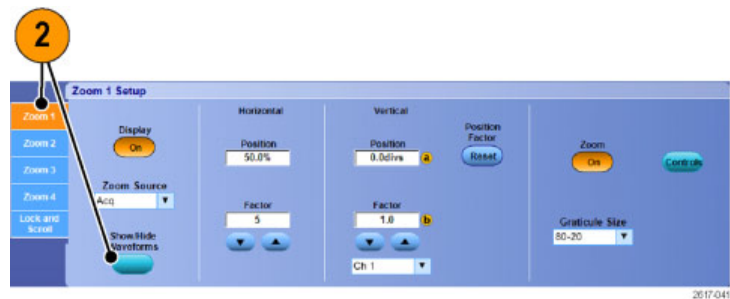 2
Zoom 1 Setup
Zoom 1
Zoom 2
Zoom 3
Zoom 4
Lock and
Scroll
Display
On
Zoom Source
Acq
Show/Hide
Waveforms
Horizontal
Position
50.0%
Factor
5
Vertical
Position
0.0divs
a
Factor
1.0
b
Ch 1
Position
Factor
Reset
Zoom
On
Graticule Size
80-20
Controls
2617-041